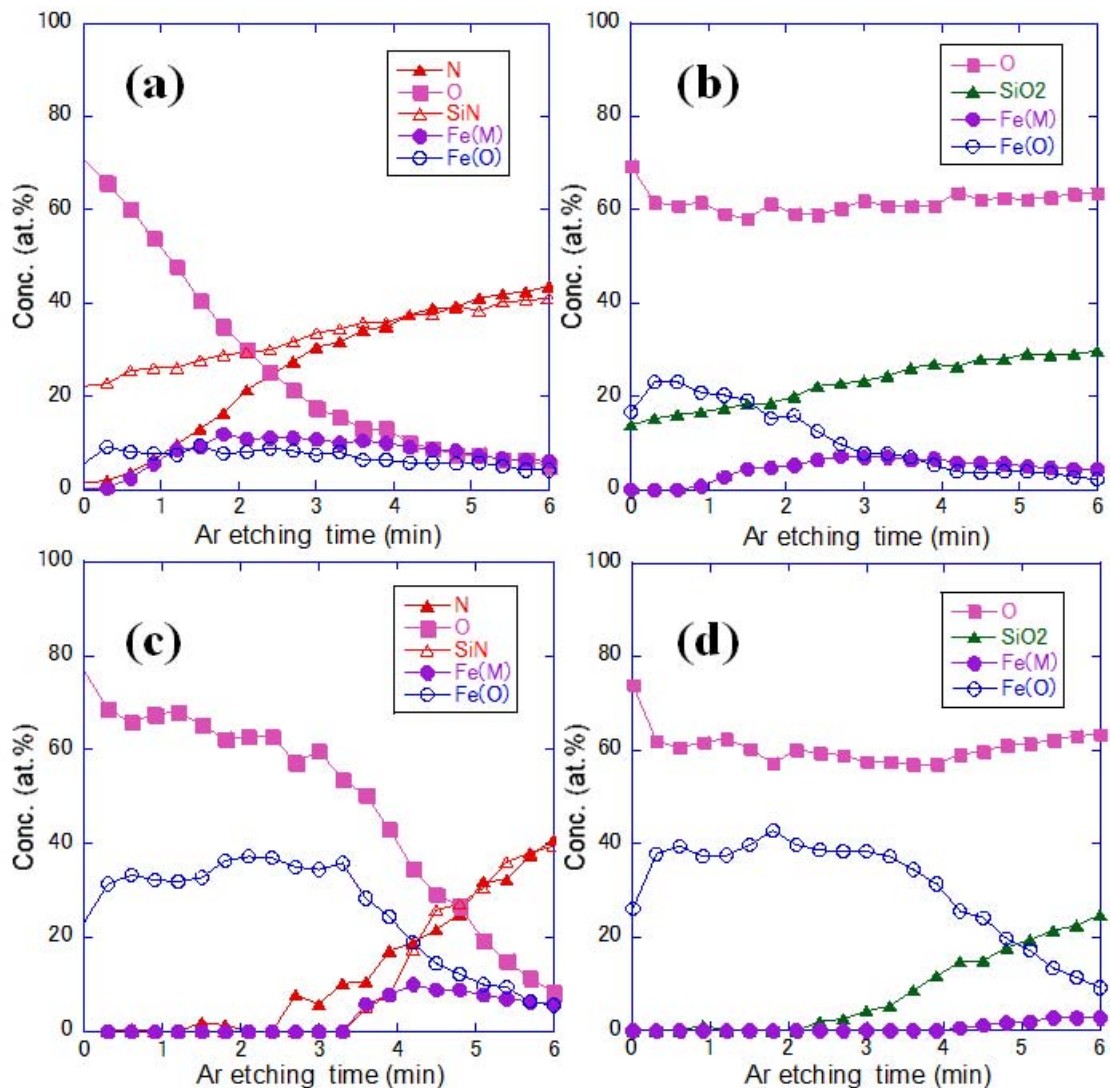 100
80
60
40
20
0
Conc. (at.%)
(a)
N
O
SiN
Fe(M)
Fe(O)
0 1 2 3 4 5 6
Ar etching time (min)
100
80
60
40
20
0
Conc. (at.%)
(b)
O
SiO2
Fe(M)
Fe(O)
0 1 2 3 4 5 6
Ar etching time (min)
100
80
60
40
20
0
Conc. (at.%)
(c)
N
O
SiN
Fe(M)
Fe(O)
0 1 2 3 4 5 6
Ar etching time (min)
100
80
60
40
20
0
Conc. (at.%)
(d)
O
SiO2
Fe(M)
Fe(O)
0 1 2 3 4 5 6
Ar etching time (min)